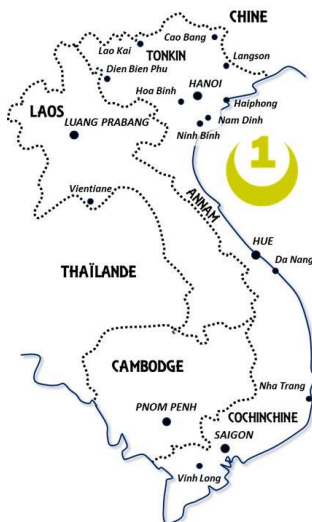 CHINE
Cao Bang
Lao Kai
TONKIN
Langson
Dien Bien Phu
Hoa Binh
HANOI
Haiphong
LAOS
Nam Dinh
LUANG PRABANG
Ninh Bính
1
Vientiane
ANNAM
HUE
Da Nang
THAÏLANDE
CAMBODGE
Nha Trang
PNOM PENH
COCHINCHINE
SAIGON
Vinh Long